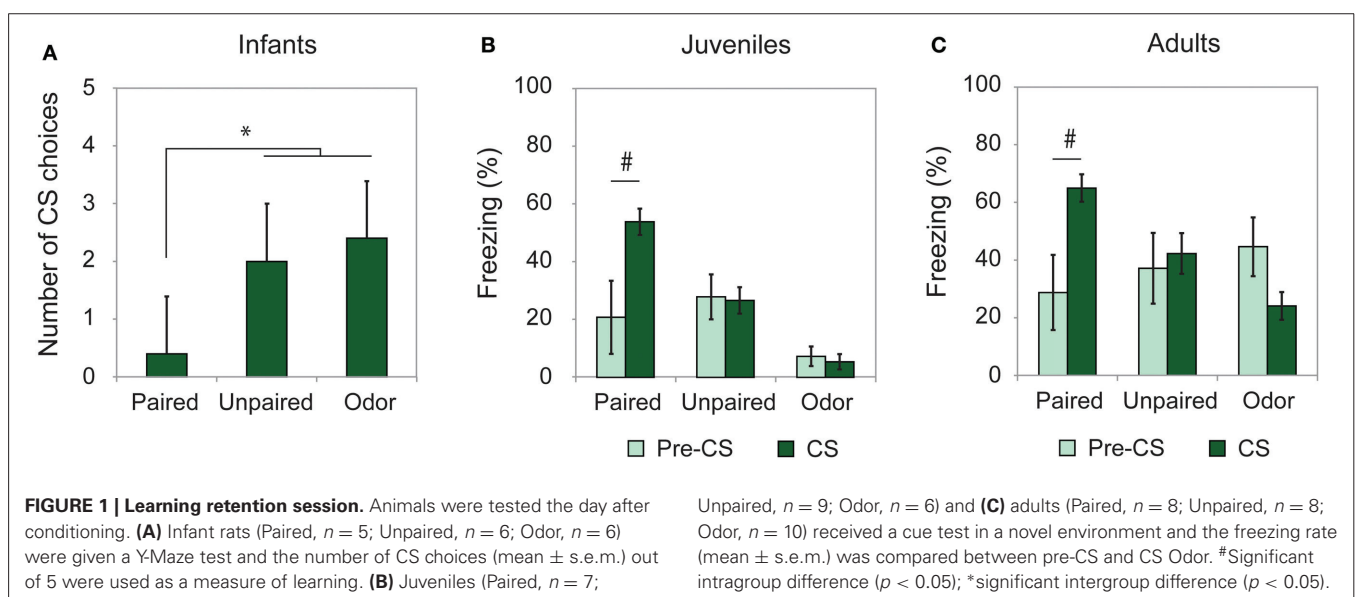 A
Infants
5
4
3
2
1
0
Number of CS choices
*
Paired Unpaired Odor
B
Juveniles
100
80
60
40
20
0
Freezing (%)
#
Paired Unpaired Odor
Pre-CS CS
C
Adults
100
80
60
40
20
0
Freezing (%)
#
Paired Unpaired Odor
Pre-CS CS
FIGURE 1 | Learning retention session. Animals were tested the day after
conditioning. (A) Infant rats (Paired, n = 5; Unpaired, n = 6; Odor, n = 6)
were given a Y-Maze test and the number of CS choices (mean ± s.e.m.) out
of 5 were used as a measure of learning. (B) Juveniles (Paired, n = 7;
Unpaired, n = 9; Odor, n = 6) and (C) adults (Paired, n = 8; Unpaired, n = 8;
Odor, n = 10) received a cue test in a novel environment and the freezing rate
(mean ± s.e.m.) was compared between pre-CS and CS Odor. #Significant
intragroup difference (p < 0.05); *significant intergroup difference (p < 0.05).